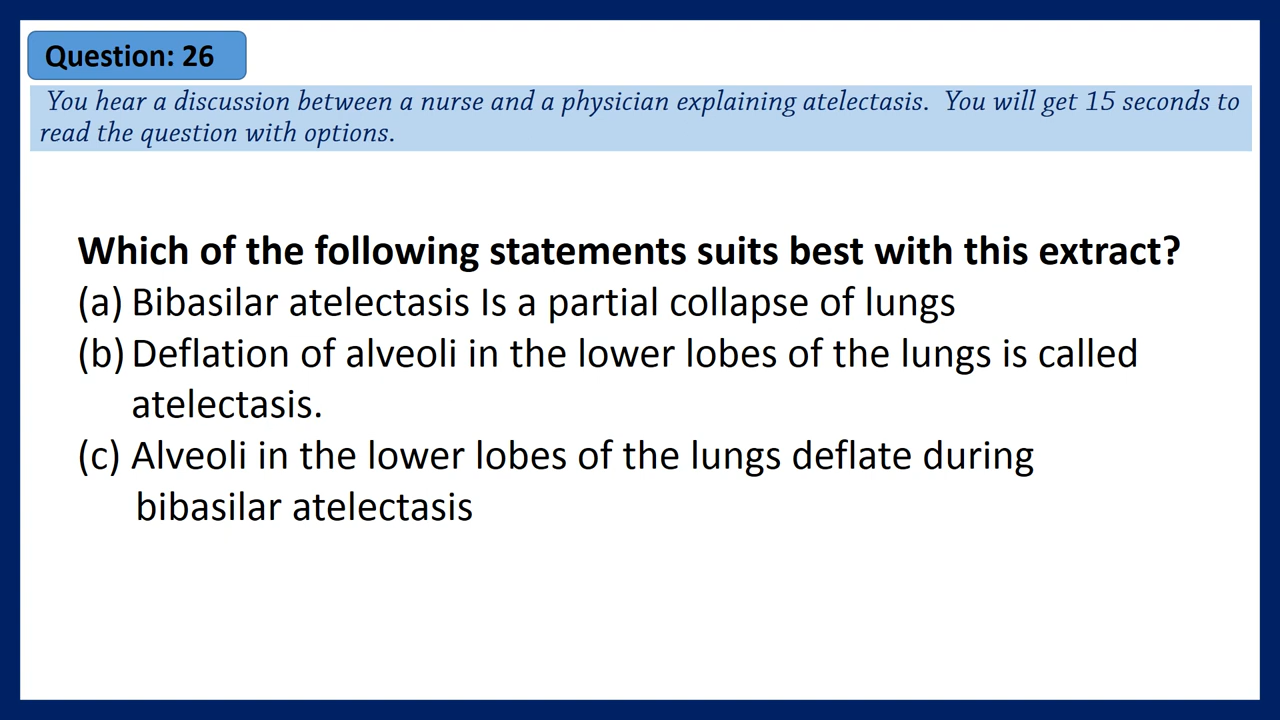 Question: 26
You hear a discussion between a nurse and a physician explaining atelectasis. You will get 15 seconds to
read the question with options.
Which of the following statements suits best with this extract?
(a) Bibasilar atelectasis Is a partial collapse of lungs
(b) Deflation of alveoli in the lower lobes of the lungs is called
atelectasis.
(c) Alveoli in the lower lobes of the lungs deflate during
bibasilar atelectasis